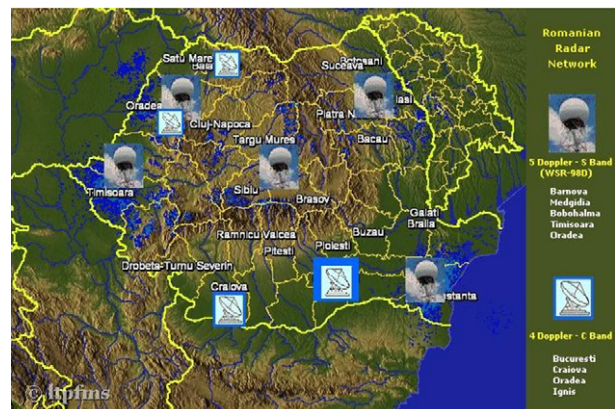 Romanian
Radar
Network
5 Doppler - S Band
(WSR-98D)
Barnova
Medgidia
Bobohalma
Timisoara
Oradea
4 Doppler - C Band
Bucuresti
Craiova
Oradea
Ignis
Satu Mare
Baia
Suceava
Botosani
Oradea
Iasi
Piatra N
Cluj-Napoca
Targu Mures
Bacau
Timisoara
Sibiu
Brasov
Galati
Braila
Ramnicu Valcea
Buzau
Pitesti
Ploiesti
Drobeta-Turnu Severin
Craiova
nstanta